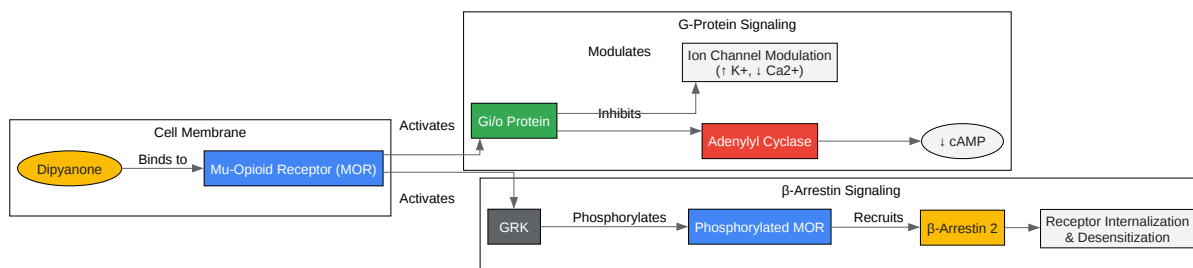 G-Protein Signaling
Modulates
Ion Channel Modulation
(↑ K+, ↓ Ca2+)
Inhibits
Gi/o Protein
Activates
Adenylyl Cyclase
↓ cAMP
Cell Membrane
Dipyanone
Binds to
Mu-Opioid Receptor (MOR)
Activates
β-Arrestin Signaling
GRK
Phosphorylates
Phosphorylated MOR
Recruits
β-Arrestin 2
Receptor Internalization
& Desensitization